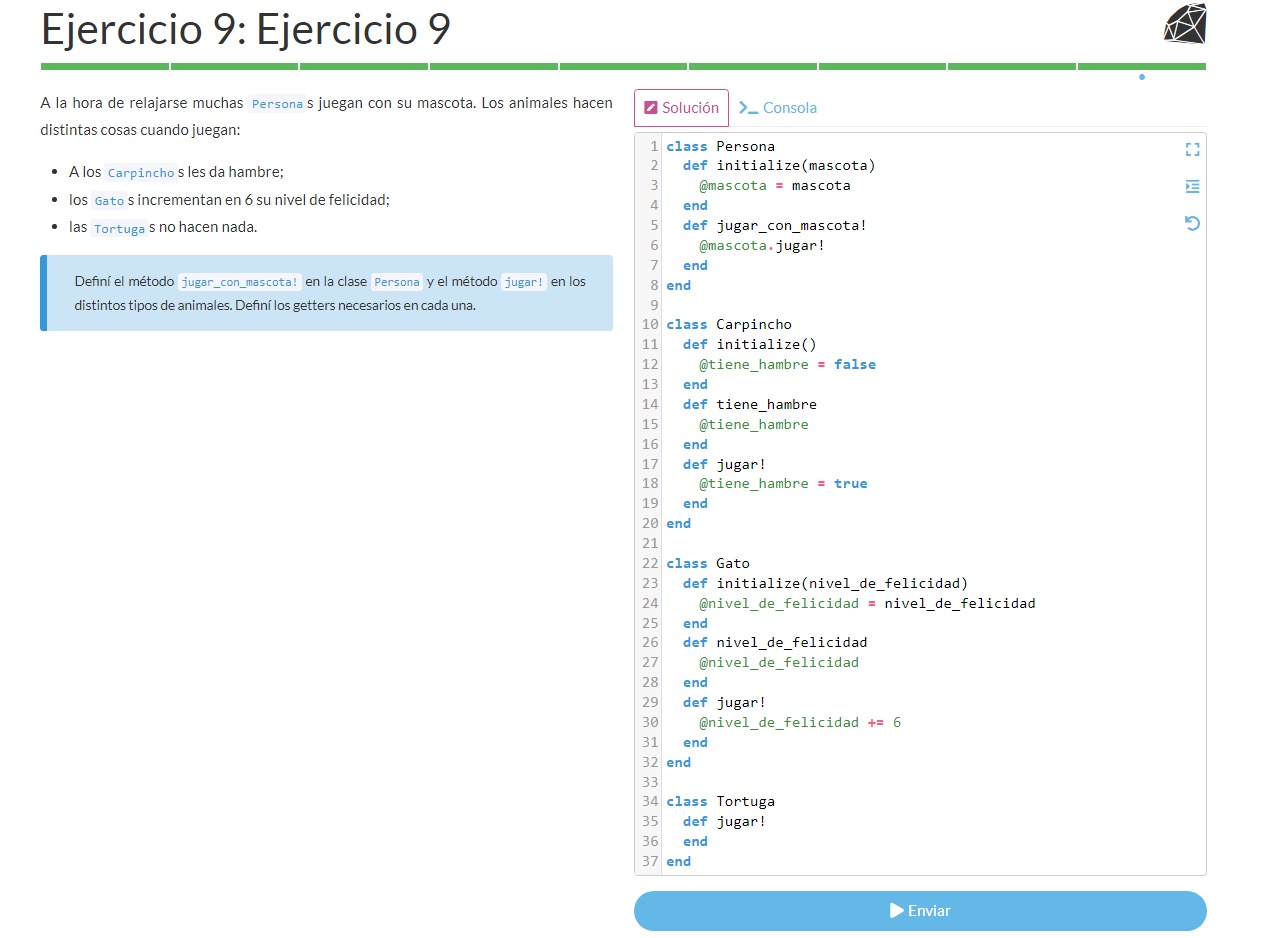 Ejercicio 9: Ejercicio 9
A la hora de relajarse muchas Persona s juegan con su mascota. Los animales hacen
distintas cosas cuando juegan:
• A los Carpincho s les da hambre;
• los Gato s incrementan en 6 su nivel de felicidad;
• las Tortuga s no hacen nada.
Definí el método jugar_con_mascota! en la clase Persona y el método jugar! en los
distintos tipos de animales. Definí los getters necesarios en cada una.
Solución
Consola
1 class Persona
2   def initialize(mascota)
3     @mascota = mascota
4   end
5   def jugar_con_mascota!
6     @mascota.jugar!
7   end
8 end
9
10 class Carpincho
11   def initialize()
12     @tiene_hambre = false
13   end
14   def tiene_hambre
15     @tiene_hambre
16   end
17   def jugar!
18     @tiene_hambre = true
19   end
20 end
21
22 class Gato
23   def initialize(nivel_de_felicidad)
24     @nivel_de_felicidad = nivel_de_felicidad
25   end
26   def nivel_de_felicidad
27     @nivel_de_felicidad
28   end
29   def jugar!
30     @nivel_de_felicidad += 6
31   end
32 end
33
34 class Tortuga
35   def jugar!
36   end
37 end
Enviar